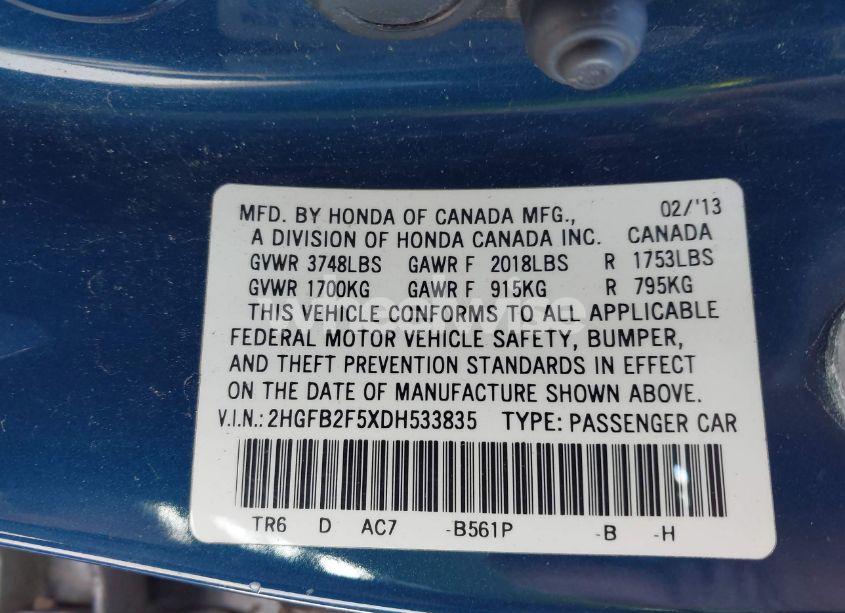 MFD. BY HONDA OF CANADA MFG., 02/'13
A DIVISION OF HONDA CANADA INC. CANADA
GVWR 3748LBS GAWR F 2018LBS R 1753LBS
GVWR 1700KG GAWR F 915KG R 795KG
THIS VEHICLE CONFORMS TO ALL APPLICABLE
FEDERAL MOTOR VEHICLE SAFETY, BUMPER,
AND THEFT PREVENTION STANDARDS IN EFFECT
ON THE DATE OF MANUFACTURE SHOWN ABOVE.
V.I.N.: 2HGFB2F5XDH533835 TYPE: PASSENGER CAR
TR6 D AC7 -B561P -B -H